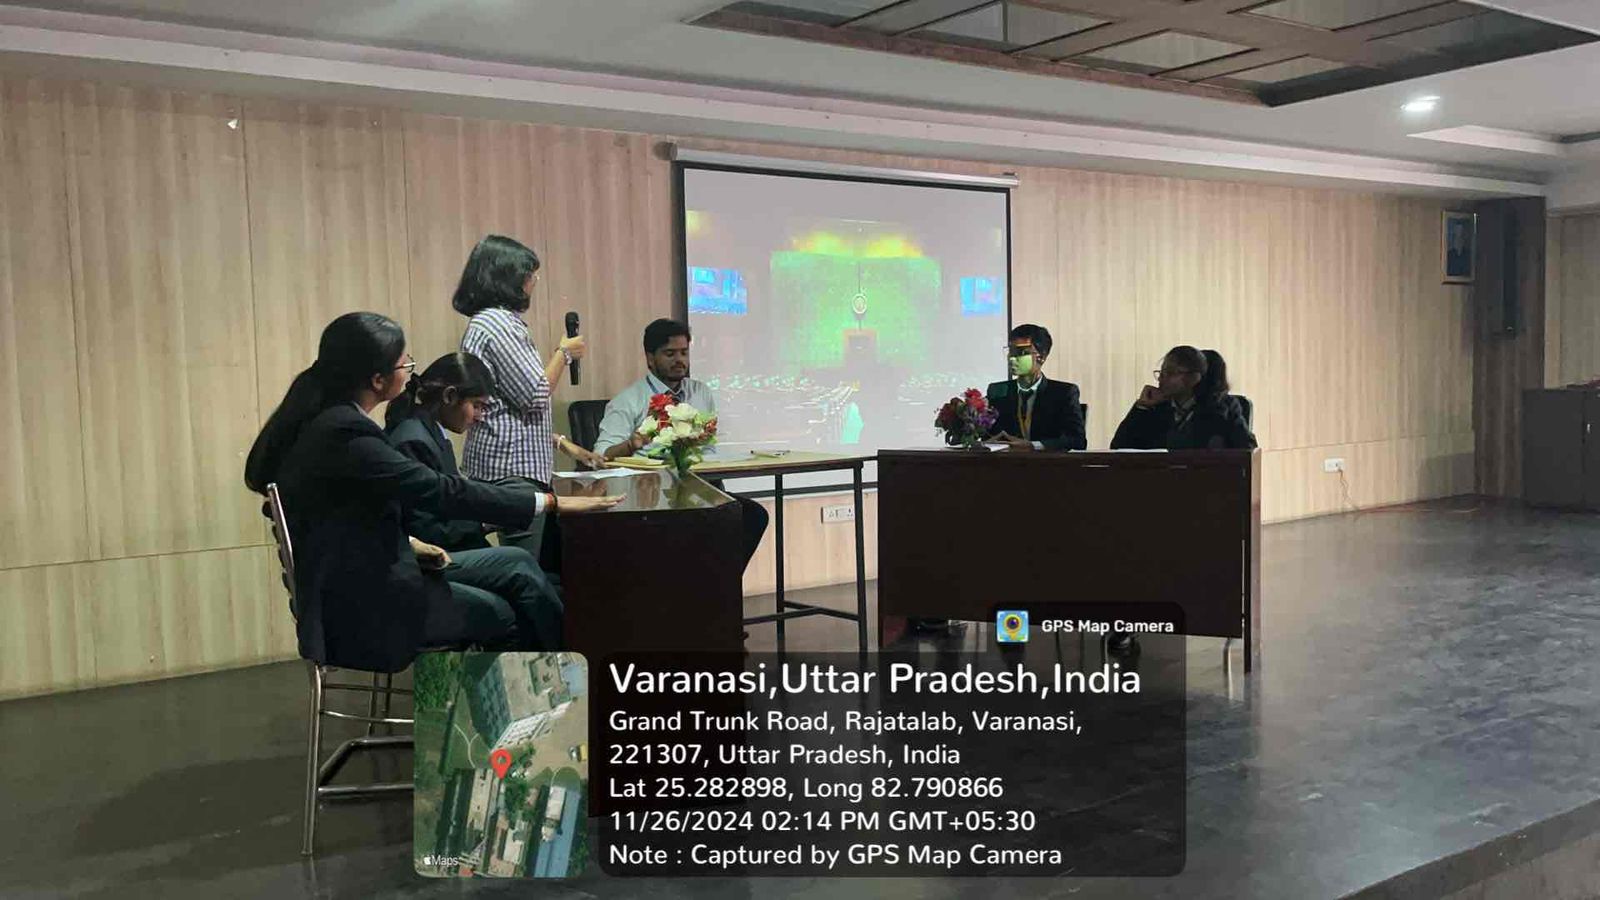 GPS Map Camera
Varanasi,Uttar Pradesh,India
Grand Trunk Road, Rajatalab, Varanasi,
221307, Uttar Pradesh, India
Lat 25.282898, Long 82.790866
11/26/2024 02:14 PM GMT+05:30
Note : Captured by GPS Map Camera
Maps